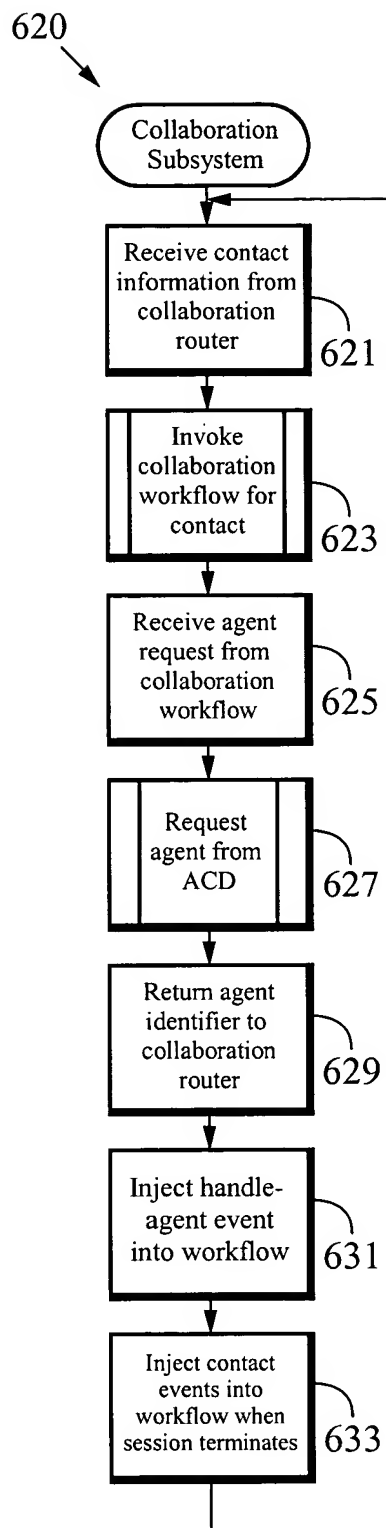 620
Collaboration
Subsystem
Receive contact
information from
collaboration
router
621
Invoke
collaboration
workflow for
contact
623
Receive agent
request from
collaboration
workflow
625
Request
agent from
ACD
627
Return agent
identifier to
collaboration
router
629
Inject handle-
agent event
into workflow
631
Inject contact
events into
workflow when
session terminates
633